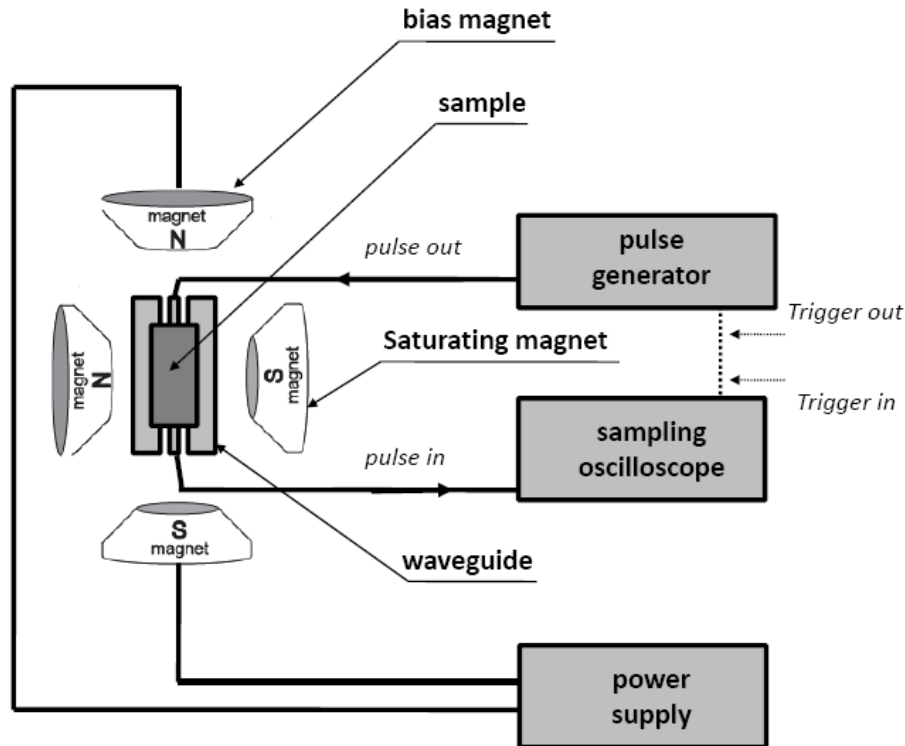 bias magnet
sample
magnet
N
pulse out
pulse
generator
Trigger out
magnet
N
S
magnet
Saturating magnet
Trigger in
pulse in
sampling
oscilloscope
S
magnet
waveguide
power
supply